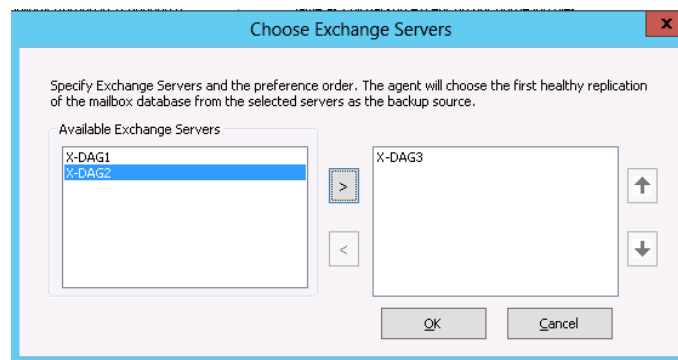 Choose Exchange Servers
x
Specify Exchange Servers and the preference order. The agent will choose the first healthy replication
of the mailbox database from the selected servers as the backup source.
Available Exchange Servers
X-DAG1
X-DAG2
>
<
X-DAG3
OK
Cancel